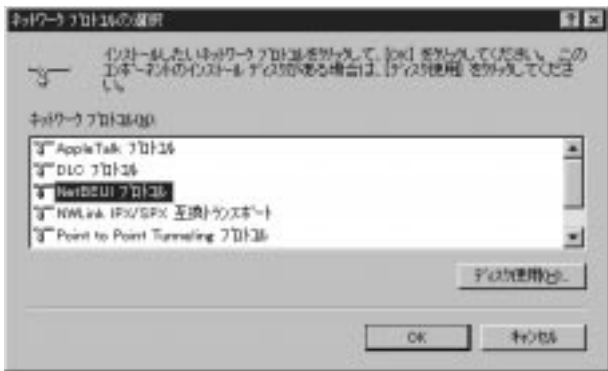 ネットワーク プロトコルの選択
インストールしたいネットワーク プロトコルをクリックして、[OK] をクリックしてください。この
コンポーネントのインストール ディスクがある場合は、[ディスク使用] をクリックしてくださ
い。
ネットワーク プロトコル(N):
AppleTalk プロトコル
DLC プロトコル
NetBEUI プロトコル
NWLink IPX/SPX 互換トランスポート
Point to Point Tunneling プロトコル
ディスク使用(H)...
OK
キャンセル